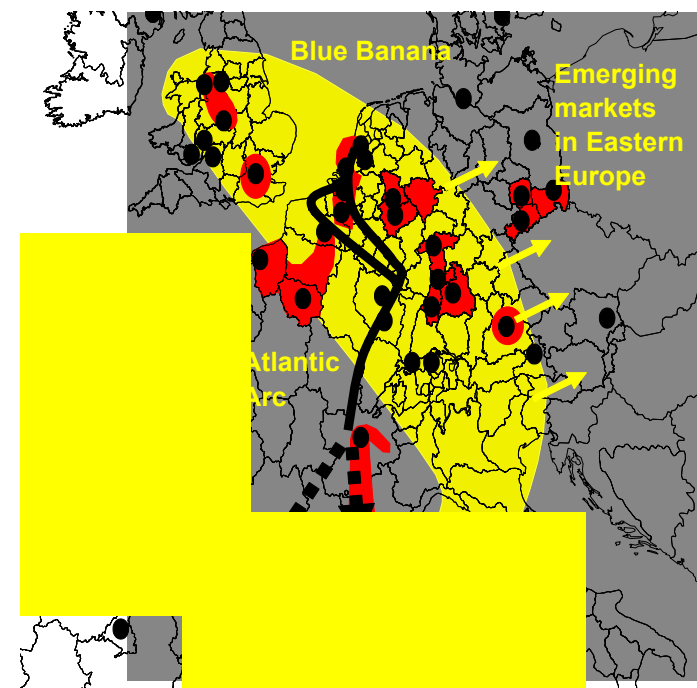 Blue Banana
Emerging
markets
in Eastern
Europe
Atlantic
Arc